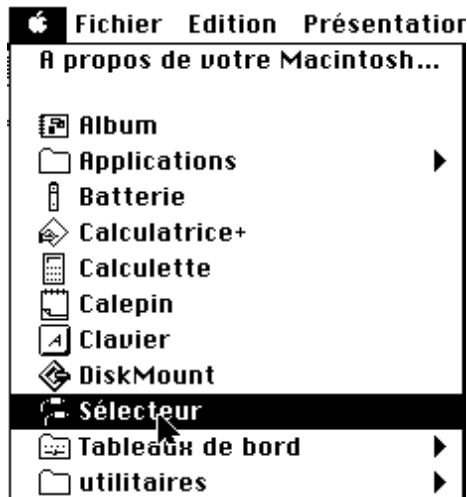 Fichier Edition Présentation
A propos de votre Macintosh...
Album
Applications
Batterie
Calculatrice+
Calculette
Calepin
Clavier
DiskMount
Sélecteur
Tableaux de bord
utilitaires